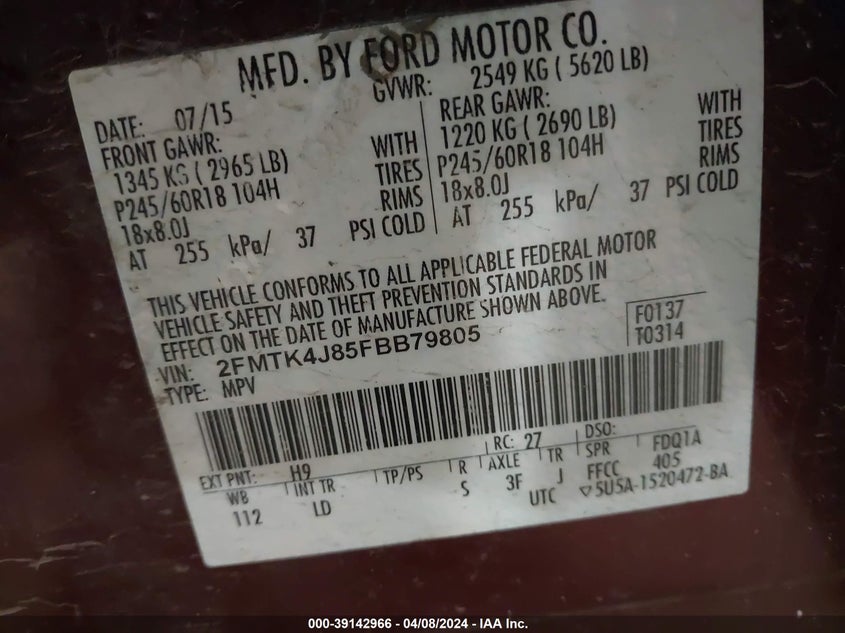 MFD. BY FORD MOTOR CO.
DATE: 07/15
GVWR: 2549 KG ( 5620 LB)
FRONT GAWR:
1345 KG ( 2965 LB) WITH
P245/60R18 104H TIRES
18x8.0J RIMS
AT 255 kPa/ 37 PSI COLD
REAR GAWR:
1220 KG ( 2690 LB) WITH
P245/60R18 104H TIRES
18x8.0J RIMS
AT 255 kPa/ 37 PSI COLD
THIS VEHICLE CONFORMS TO ALL APPLICABLE FEDERAL MOTOR
VEHICLE SAFETY AND THEFT PREVENTION STANDARDS IN
EFFECT ON THE DATE OF MANUFACTURE SHOWN ABOVE.
VIN: 2FMTK4J85FBB79805
TYPE: MPV
F0137
T0314
EXT PNT: H9 RC: 27 DSO:
WB INT TR TP/PS R AXLE TR SPR FDQ1A
112 LD S 3F J FFCC 405
UTC ▽5U5A-1520472-BA
000-39142966 - 04/08/2024 - IAA Inc.